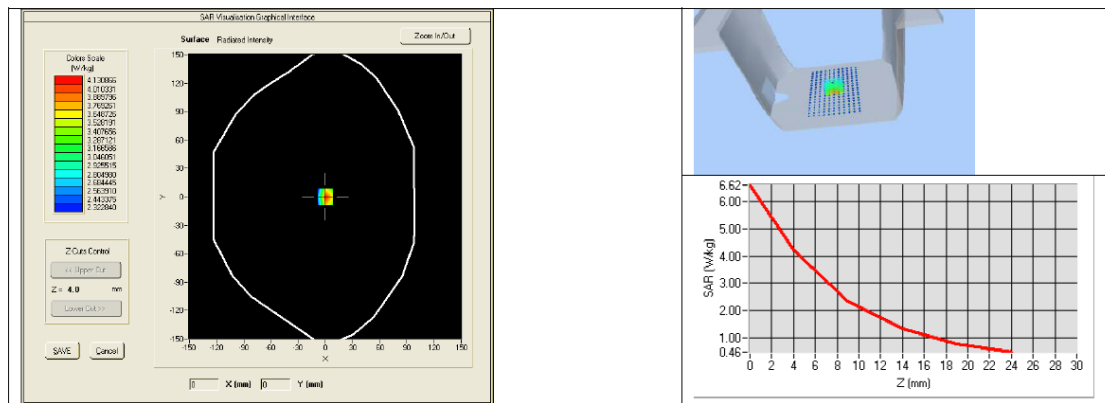 SAR Visualisation Graphical Interface
Surface Radiated Intensity
Zoom In/Out
Colors Scale
(W/kg)
4.130866
4.010331
3.889796
3.769261
3.648726
3.528191
3.407656
3.287121
3.166586
3.046051
2.925515
2.804980
2.684445
2.563910
2.443375
2.322840
150
120
90
60
30
0
-30
-60
-90
-120
-150
Y
-150 -120 -90 -60 -30 0 30 60 90 120 150
X
Z Cuts Control
<< Upper Cut
Z = 4.0 mm
Lower Cut >>
SAVE Cancel
0 X (mm) 0 Y (mm)
6.62
6.00
5.00
4.00
3.00
2.00
1.00
0.46
SAR (W/kg)
0 2 4 6 8 10 12 14 16 18 20 22 24 26 28 30
Z (mm)